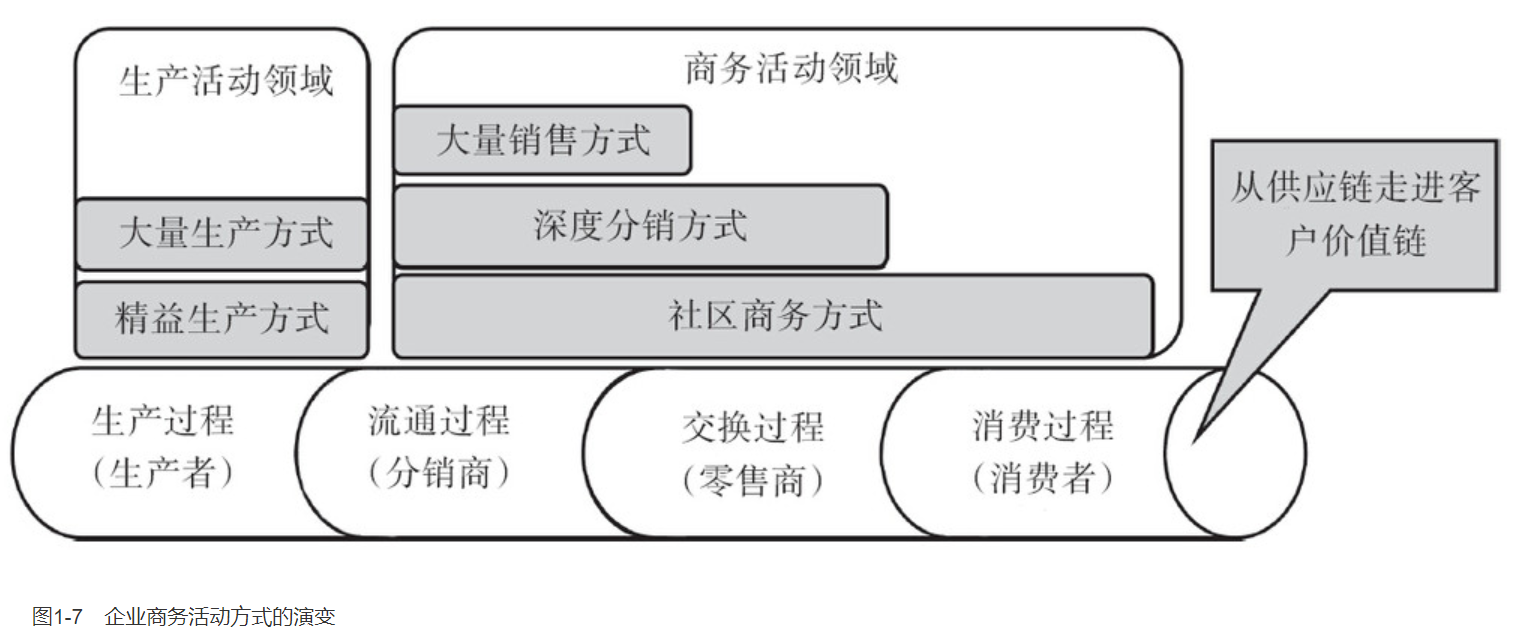 生产活动领域
商务活动领域
大量销售方式
大量生产方式
深度分销方式
精益生产方式
社区商务方式
从供应链走进客
户价值链
生产过程
（生产者）
流通过程
（分销商）
交换过程
（零售商）
消费过程
（消费者）
图1-7 企业商务活动方式的演变